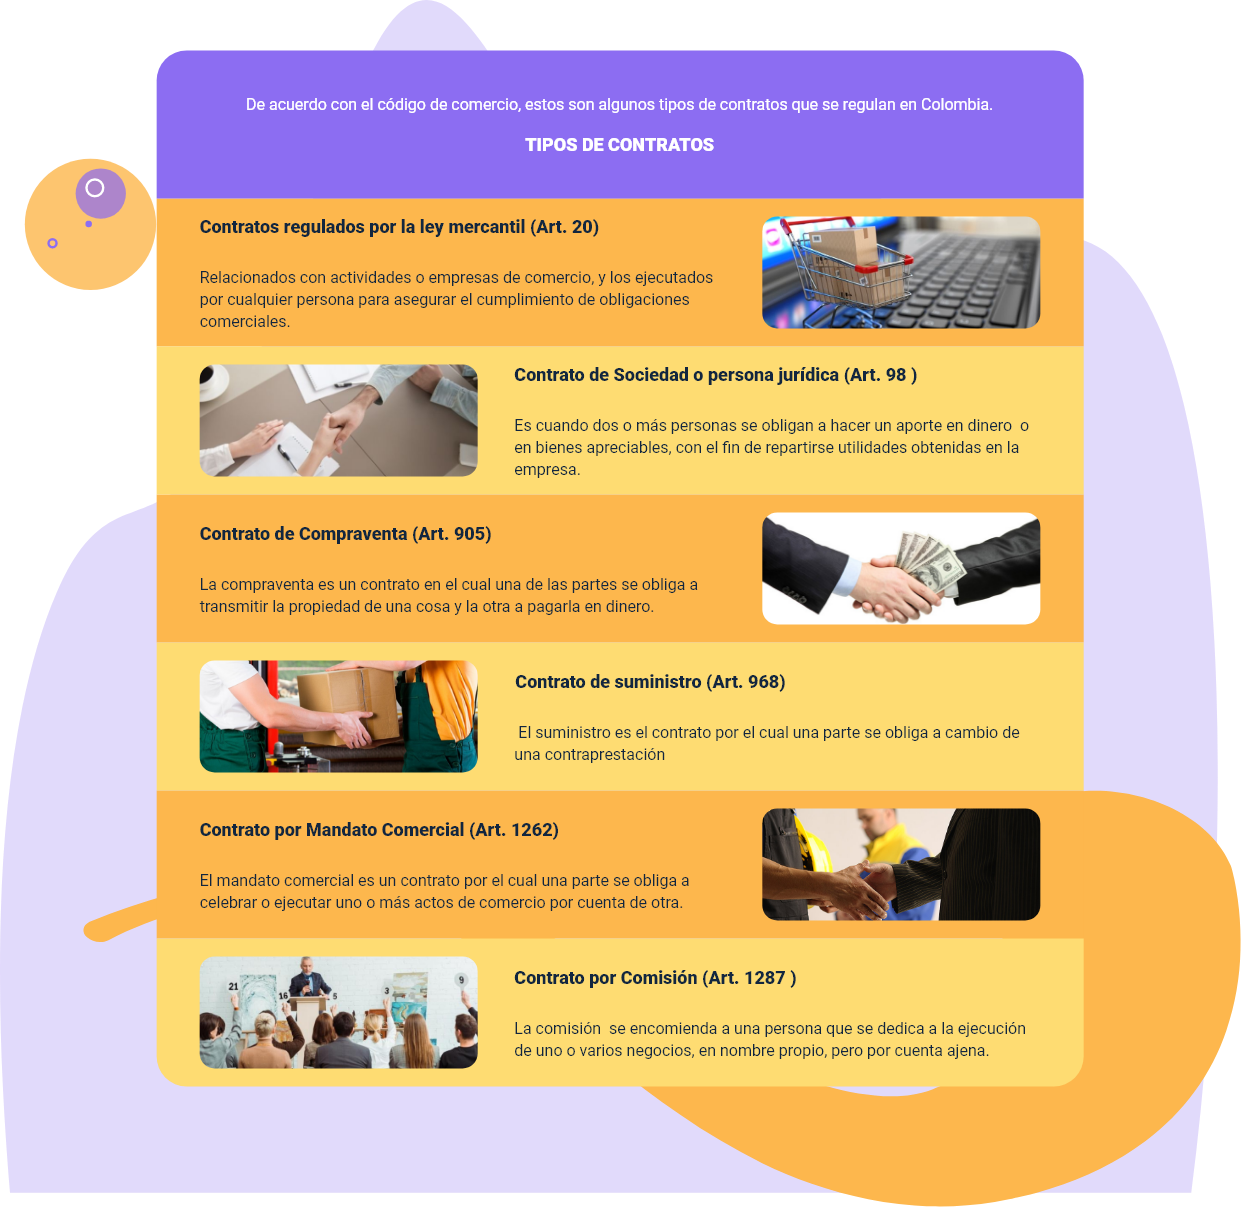 De acuerdo con el código de comercio, estos son algunos tipos de contratos que se regulan en Colombia.
TIPOS DE CONTRATOS
Contratos regulados por la ley mercantil (Art. 20)
Relacionados con actividades o empresas de comercio, y los ejecutados
por cualquier persona para asegurar el cumplimiento de obligaciones
comerciales.
Contrato de Sociedad o persona jurídica (Art. 98 )
Es cuando dos o más personas se obligan a hacer un aporte en dinero  o
en bienes apreciables, con el fin de repartirse utilidades obtenidas en la
empresa.
Contrato de Compraventa (Art. 905)
La compraventa es un contrato en el cual una de las partes se obliga a
transmitir la propiedad de una cosa y la otra a pagarla en dinero.
Contrato de suministro (Art. 968)
El suministro es el contrato por el cual una parte se obliga a cambio de
una contraprestación
Contrato por Mandato Comercial (Art. 1262)
El mandato comercial es un contrato por el cual una parte se obliga a
celebrar o ejecutar uno o más actos de comercio por cuenta de otra.
21
16
5
3
9
Contrato por Comisión (Art. 1287 )
La comisión  se encomienda a una persona que se dedica a la ejecución
de uno o varios negocios, en nombre propio, pero por cuenta ajena.